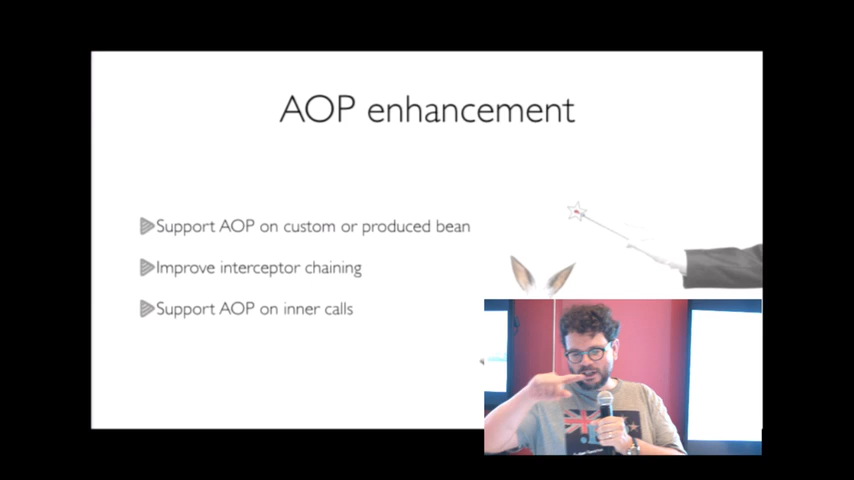 AOP enhancement
Support AOP on custom or produced bean
Improve interceptor chaining
Support AOP on inner calls